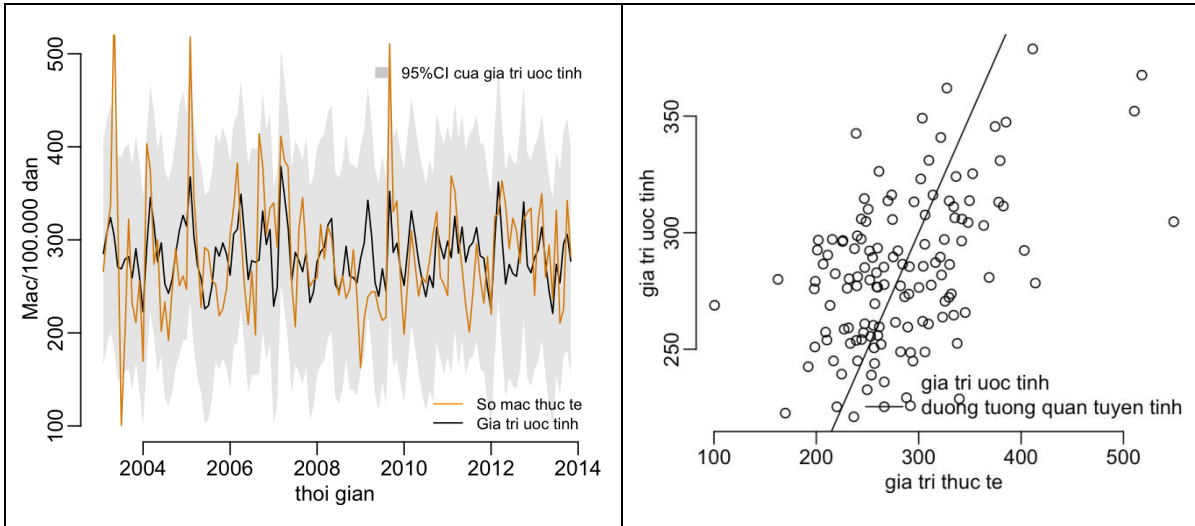 500
400
300
200
100
Mac/100.000 dan
95%CI cua gia tri uoc tinh
So mac thuc te
Gia tri uoc tinh
2004 2006 2008 2010 2012 2014
thoi gian
350
300
250
gia tri uoc tinh
gia tri uoc tinh
duong tuong quan tuyen tinh
100 200 300 400 500
gia tri thuc te